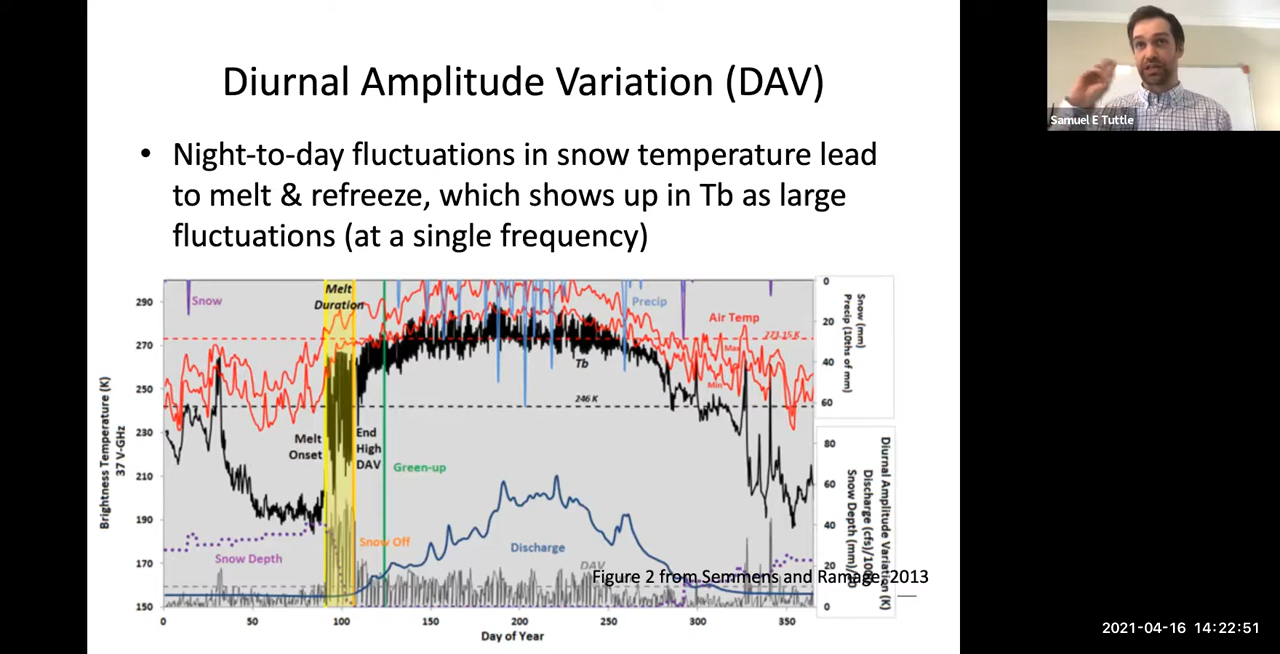 Diurnal Amplitude Variation (DAV)
• Night-to-day fluctuations in snow temperature lead
to melt & refreeze, which shows up in Tb as large
fluctuations (at a single frequency)
Samuel E Tuttle
Melt
Duration
Snow
Precip
Air Temp
273.15 K
Max
Min
Tb
246 K
Melt
Onset
End
High
DAV
Green-up
Snow Depth
Snow Off
Discharge
DAV
Figure 2 from Semmens and Ramage, 2013
Brightness Temperature (K)
37 V-GHz
290
270
250
230
210
190
170
150
0
20
40
60
80
60
40
20
0
Snow (mm)
Precip (10ths of mm)
Diurnal Amplitude Variation (K)
Discharge (cfs)/10
Snow Depth (mm)/
0
50
100
150
200
250
300
350
Day of Year
2021-04-16 14:22:51